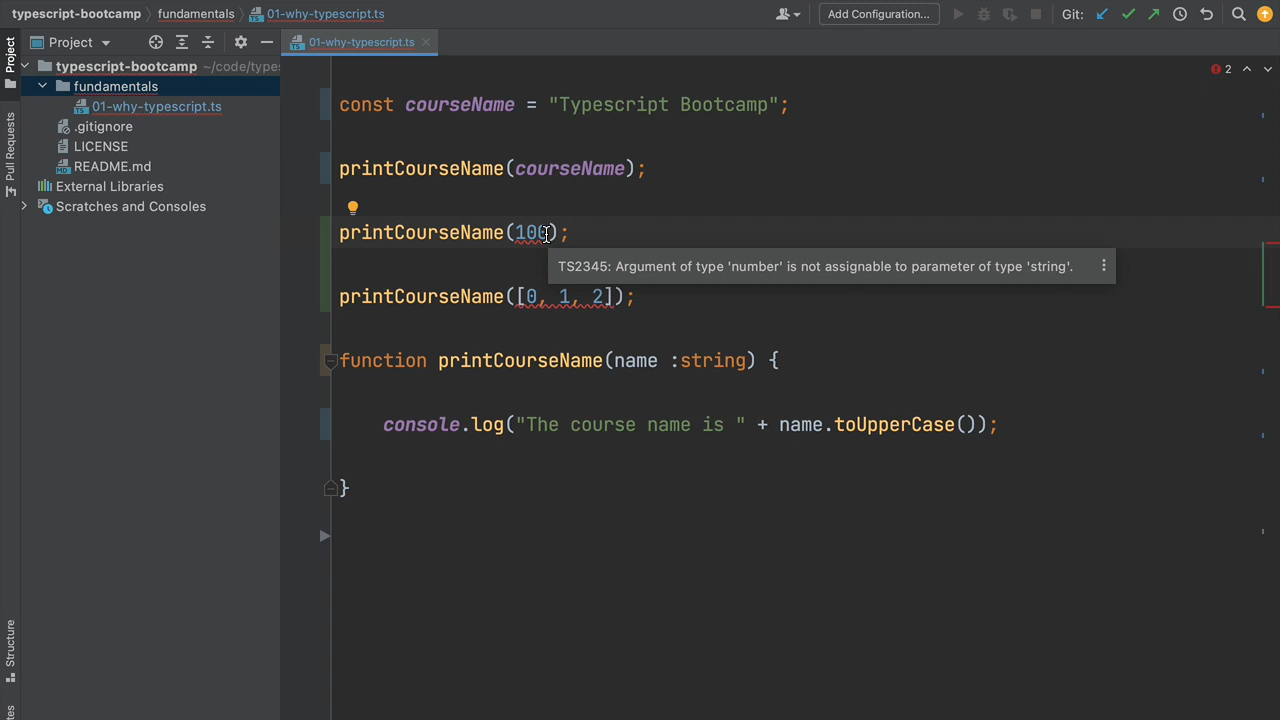 typescript-bootcamp fundamentals 01-why-typescript.ts Add Configuration... Git:
Project Project 01-why-typescript.ts
typescript-bootcamp ~/code/types
fundamentals
01-why-typescript.ts
.gitignore
LICENSE
README.md
External Libraries
Scratches and Consoles
Pull Requests
Structure
2
const courseName = "Typescript Bootcamp";
printCourseName(courseName);
printCourseName(100);
TS2345: Argument of type 'number' is not assignable to parameter of type 'string'.
printCourseName([0, 1, 2]);
function printCourseName(name :string) {
console.log("The course name is " + name.toUpperCase());
}